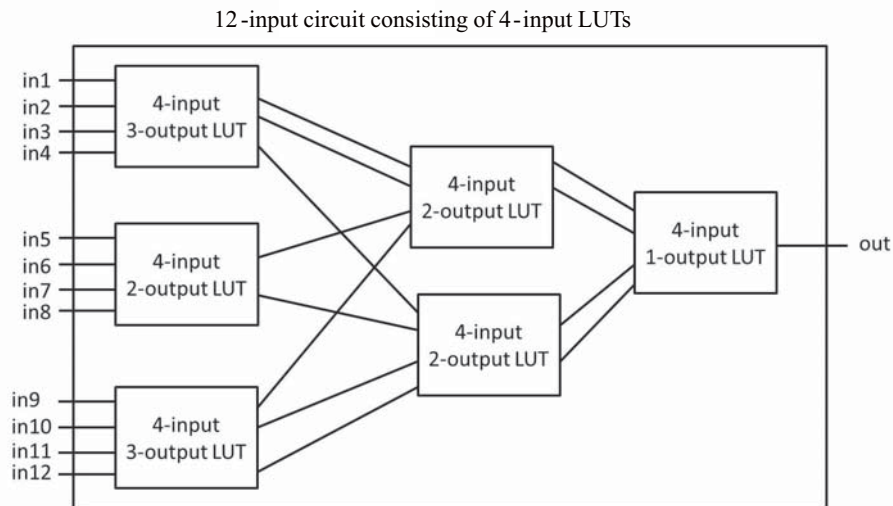 12-input circuit consisting of 4-input LUTs
in1
in2
in3
in4
4-input
3-output LUT
in5
in6
in7
in8
4-input
2-output LUT
in9
in10
in11
in12
4-input
3-output LUT
4-input
2-output LUT
4-input
2-output LUT
4-input
1-output LUT
out